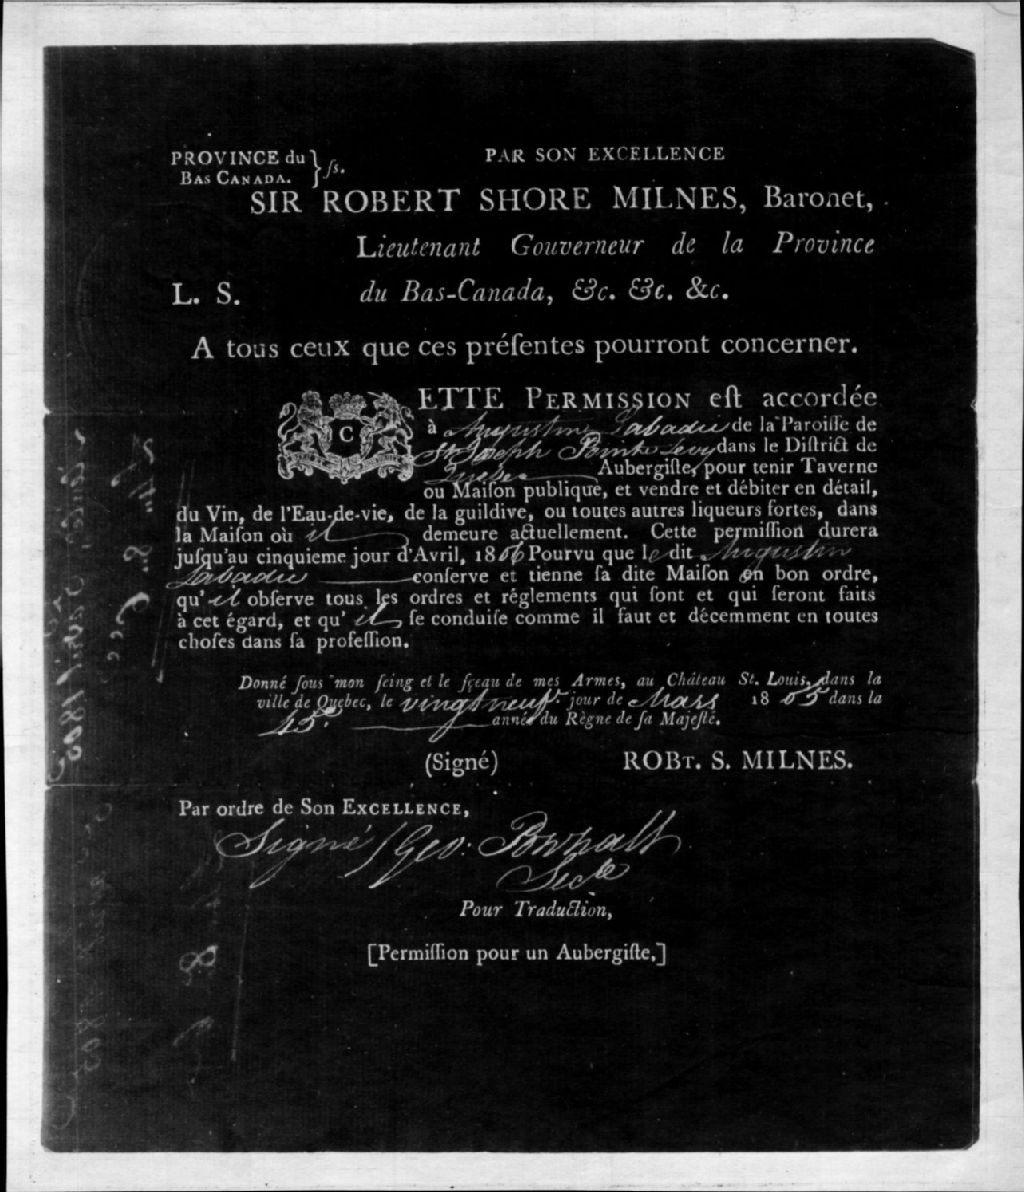 PROVINCE du } ſs.
BAS CANADA.
PAR SON EXCELLENCE
SIR ROBERT SHORE MILNES, Baronet,
Lieutenant Gouverneur de la Province
L. S. du Bas-Canada, &c. &c. &c.
A tous ceux que ces préſentes pourront concerner.
CETTE PERMISSION eſt accordée
à Augustin Labadie de la Paroiſſe de
St Joseph Pointe Levy dans le Diſtrict de
Quebec Aubergiſte, pour tenir Taverne
ou Maiſon publique, et vendre et débiter en détail,
du Vin, de l'Eau-de-vie, de la guildive, ou toutes autres liqueurs fortes, dans
la Maiſon où il demeure actuellement. Cette permiſſion durera
juſqu'au cinquieme jour d'Avril, 1806 Pourvu que le dit Augustin
Labadie conſerve et tienne ſa dite Maiſon en bon ordre,
qu'il obſerve tous les ordres et réglements qui ſont et qui ſeront faits
à cet égard, et qu'il ſe conduiſe comme il faut et décemment en toutes
choſes dans ſa profeſſion.
Donné ſous mon ſeing et le ſçeau de mes Armes, au Château St. Louis, dans la
ville de Quebec, le vingt neuf. jour de Mars 1805 dans la
45e. année du Règne de ſa Majeſté.
(Signé) ROBT. S. MILNES.
Par ordre de Son EXCELLENCE,
Signé / Geo:
Secte
Pour Traduction,
[Permiſſion pour un Aubergiſte.]